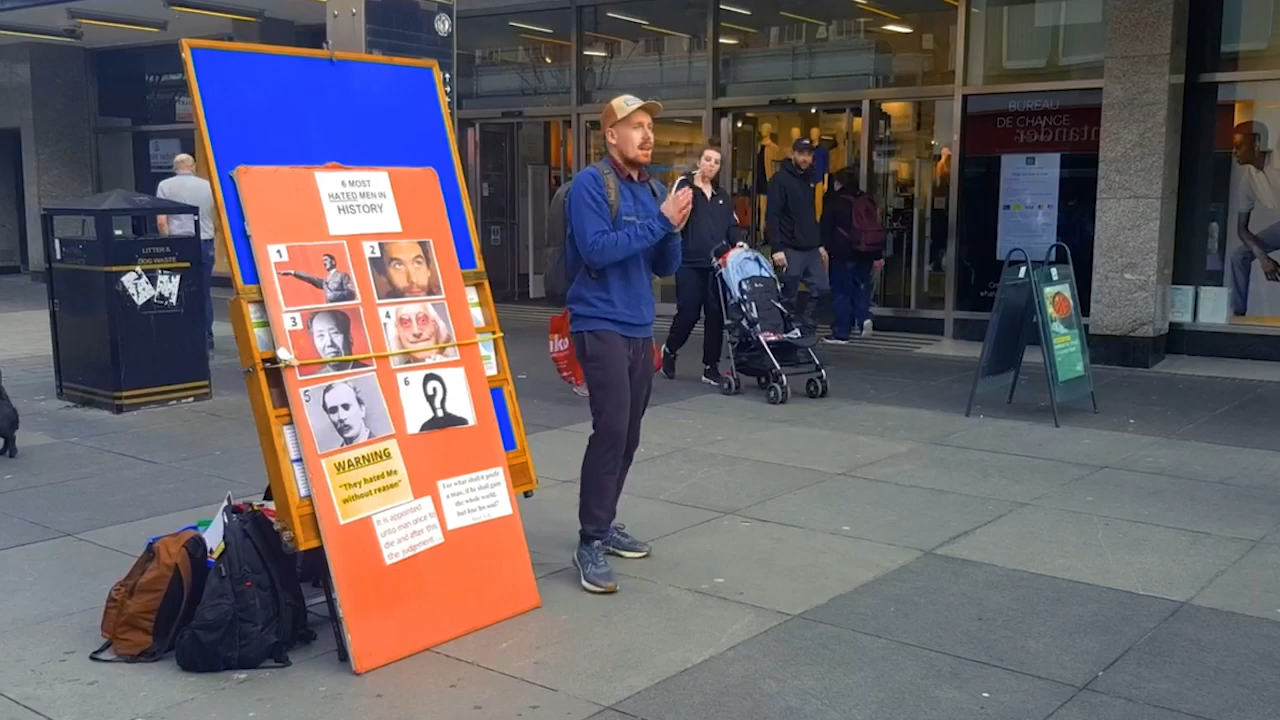 6 MOST
HATED MEN IN
HISTORY
1
2
3
4
5
6
WARNING
"They hated Me
without reason"
It is appointed
unto man once to
die and after this
the judgement...
For what shall it profit
a man, if he shall gain
the whole world,
but lose his soul?
LITTER &
DOG WASTE
BUREAU
DE CHANGE